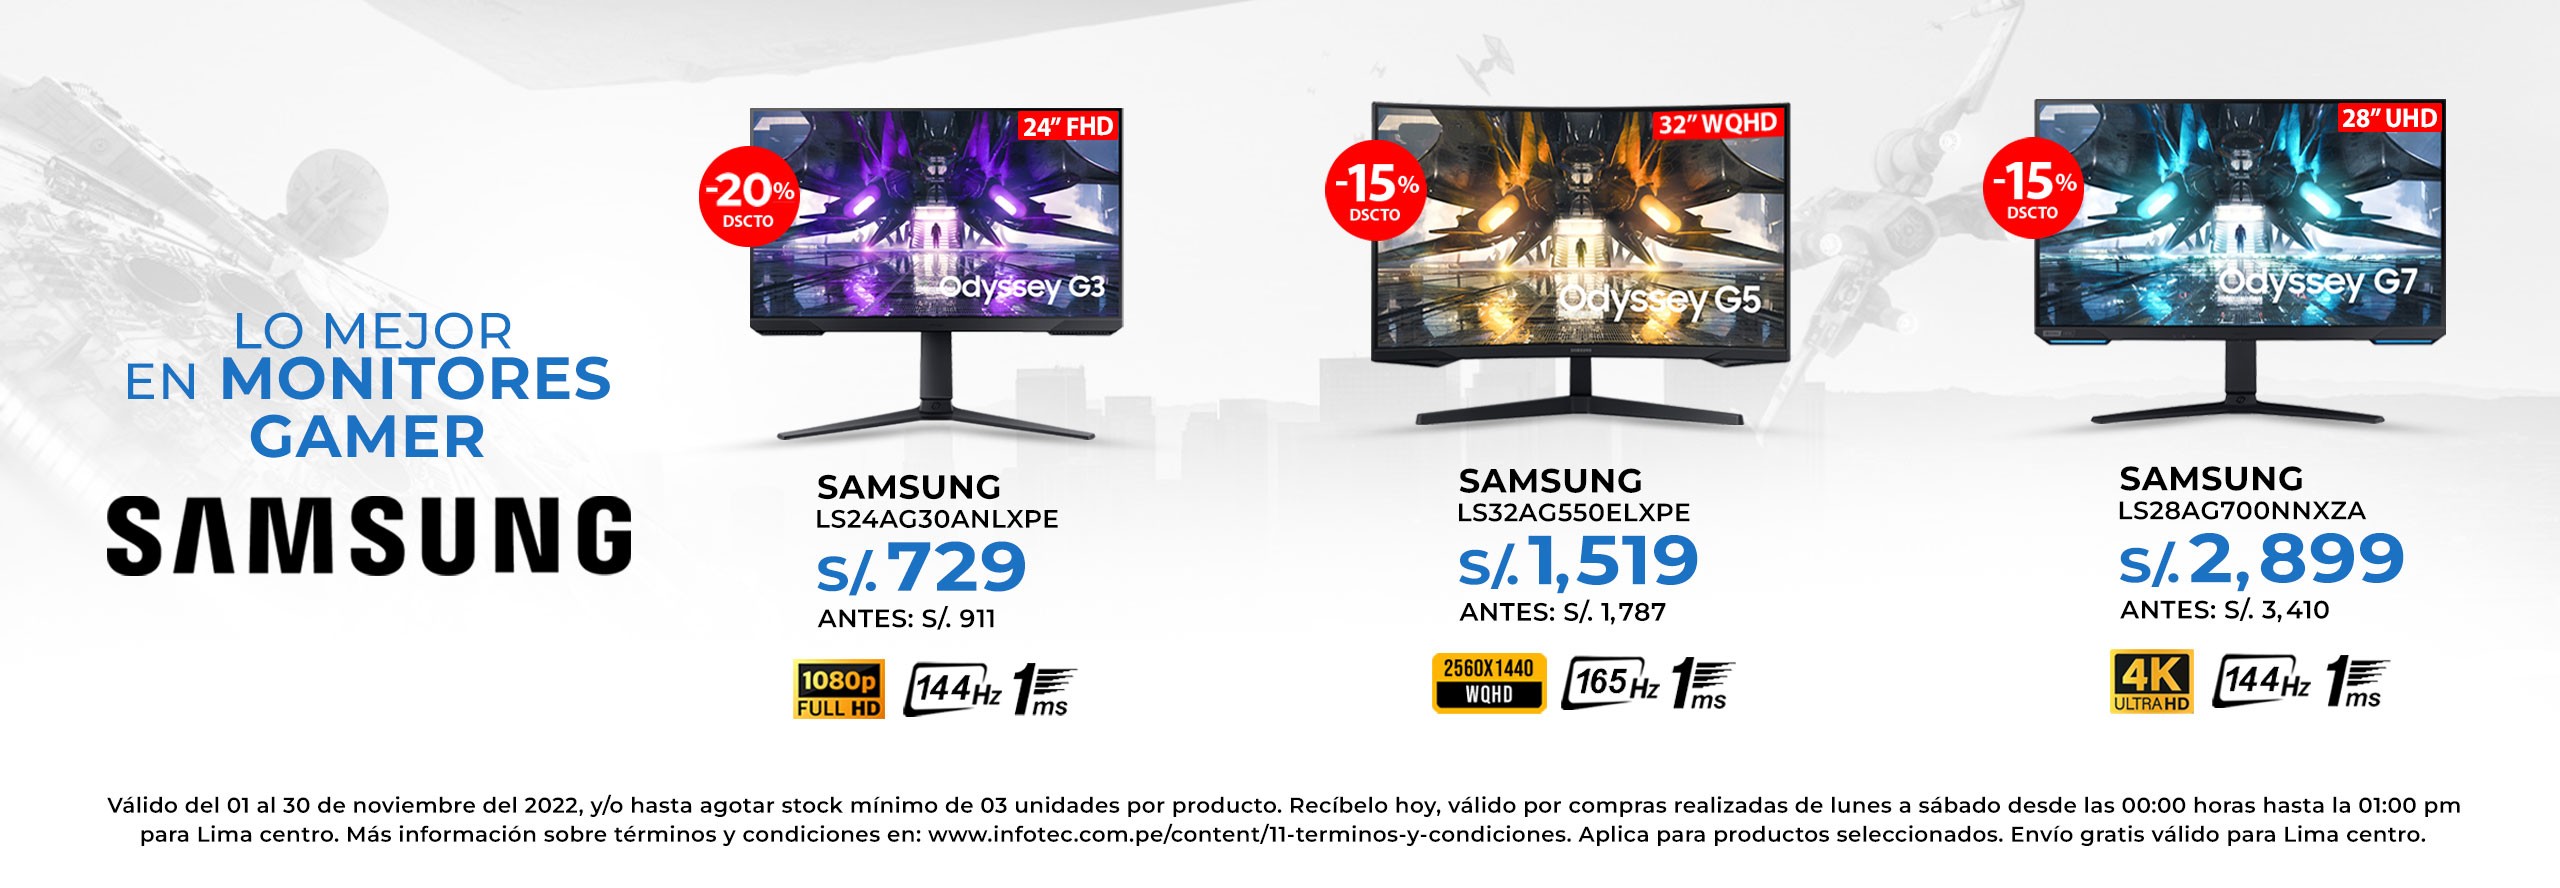 LO MEJOR
EN MONITORES
GAMER
SAMSUNG
-20%
DSCTO
24” FHD
Odyssey G3
SAMSUNG
LS24AG30ANLXPE
S/. 729
ANTES: S/. 911
1080p
FULL HD
144Hz
1ms
-15%
DSCTO
32” WQHD
Odyssey G5
SAMSUNG
LS32AG550ELXPE
S/. 1,519
ANTES: S/. 1,787
2560X1440
WQHD
165Hz
1ms
-15%
DSCTO
28” UHD
Odyssey G7
SAMSUNG
LS28AG700NNXZA
S/. 2,899
ANTES: S/. 3,410
4K
ULTRA HD
144Hz
1ms
Válido del 01 al 30 de noviembre del 2022, y/o hasta agotar stock mínimo de 03 unidades por producto. Recíbelo hoy, válido por compras realizadas de lunes a sábado desde las 00:00 horas hasta la 01:00 pm
para Lima centro. Más información sobre términos y condiciones en: www.infotec.com.pe/content/11-terminos-y-condiciones. Aplica para productos seleccionados. Envío gratis válido para Lima centro.